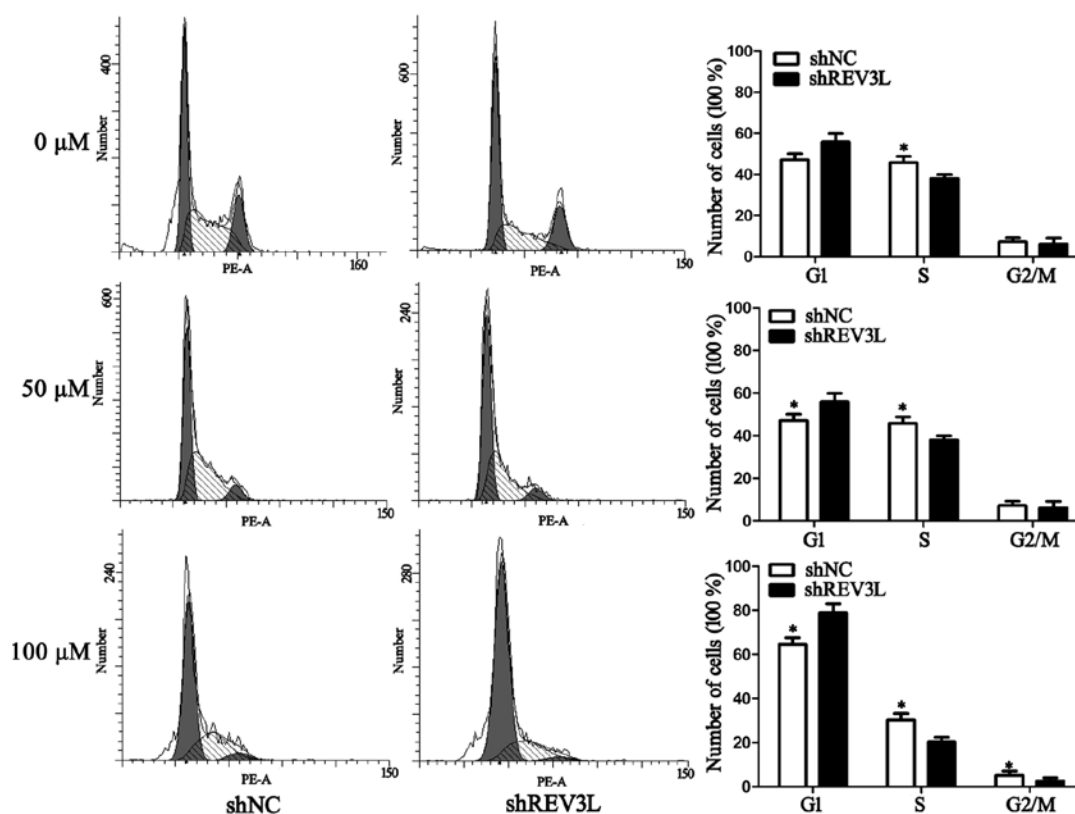 0 μM
400
Number
PE-A
160
600
Number
PE-A
150
Number of cells (100 %)
100
80
60
40
20
0
shNC
shREV3L
*
G1
S
G2/M
50 μM
600
Number
PE-A
150
240
Number
PE-A
150
Number of cells (100 %)
100
80
60
40
20
0
shNC
shREV3L
*
*
G1
S
G2/M
100 μM
240
Number
PE-A
150
280
Number
PE-A
150
Number of cells (100 %)
100
80
60
40
20
0
shNC
shREV3L
*
*
*
G1
S
G2/M
shNC
shREV3L